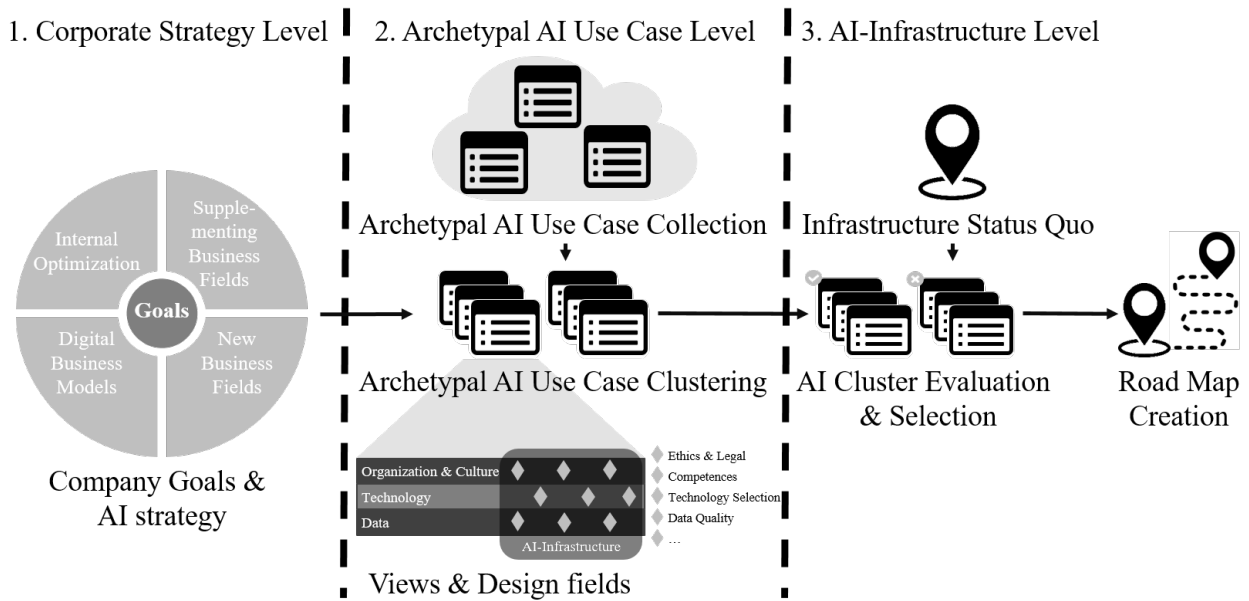 1. Corporate Strategy Level
Internal
Optimization
Supple-
menting
Business
Fields
Goals
Digital
Business
Models
New
Business
Fields
Company Goals &
AI strategy
2. Archetypal AI Use Case Level
Archetypal AI Use Case Collection
Archetypal AI Use Case Clustering
Organization & Culture
Technology
Data
AI-Infrastructure
Ethics & Legal
Competences
Technology Selection
Data Quality
...
Views & Design fields
3. AI-Infrastructure Level
Infrastructure Status Quo
AI Cluster Evaluation
& Selection
Road Map
Creation